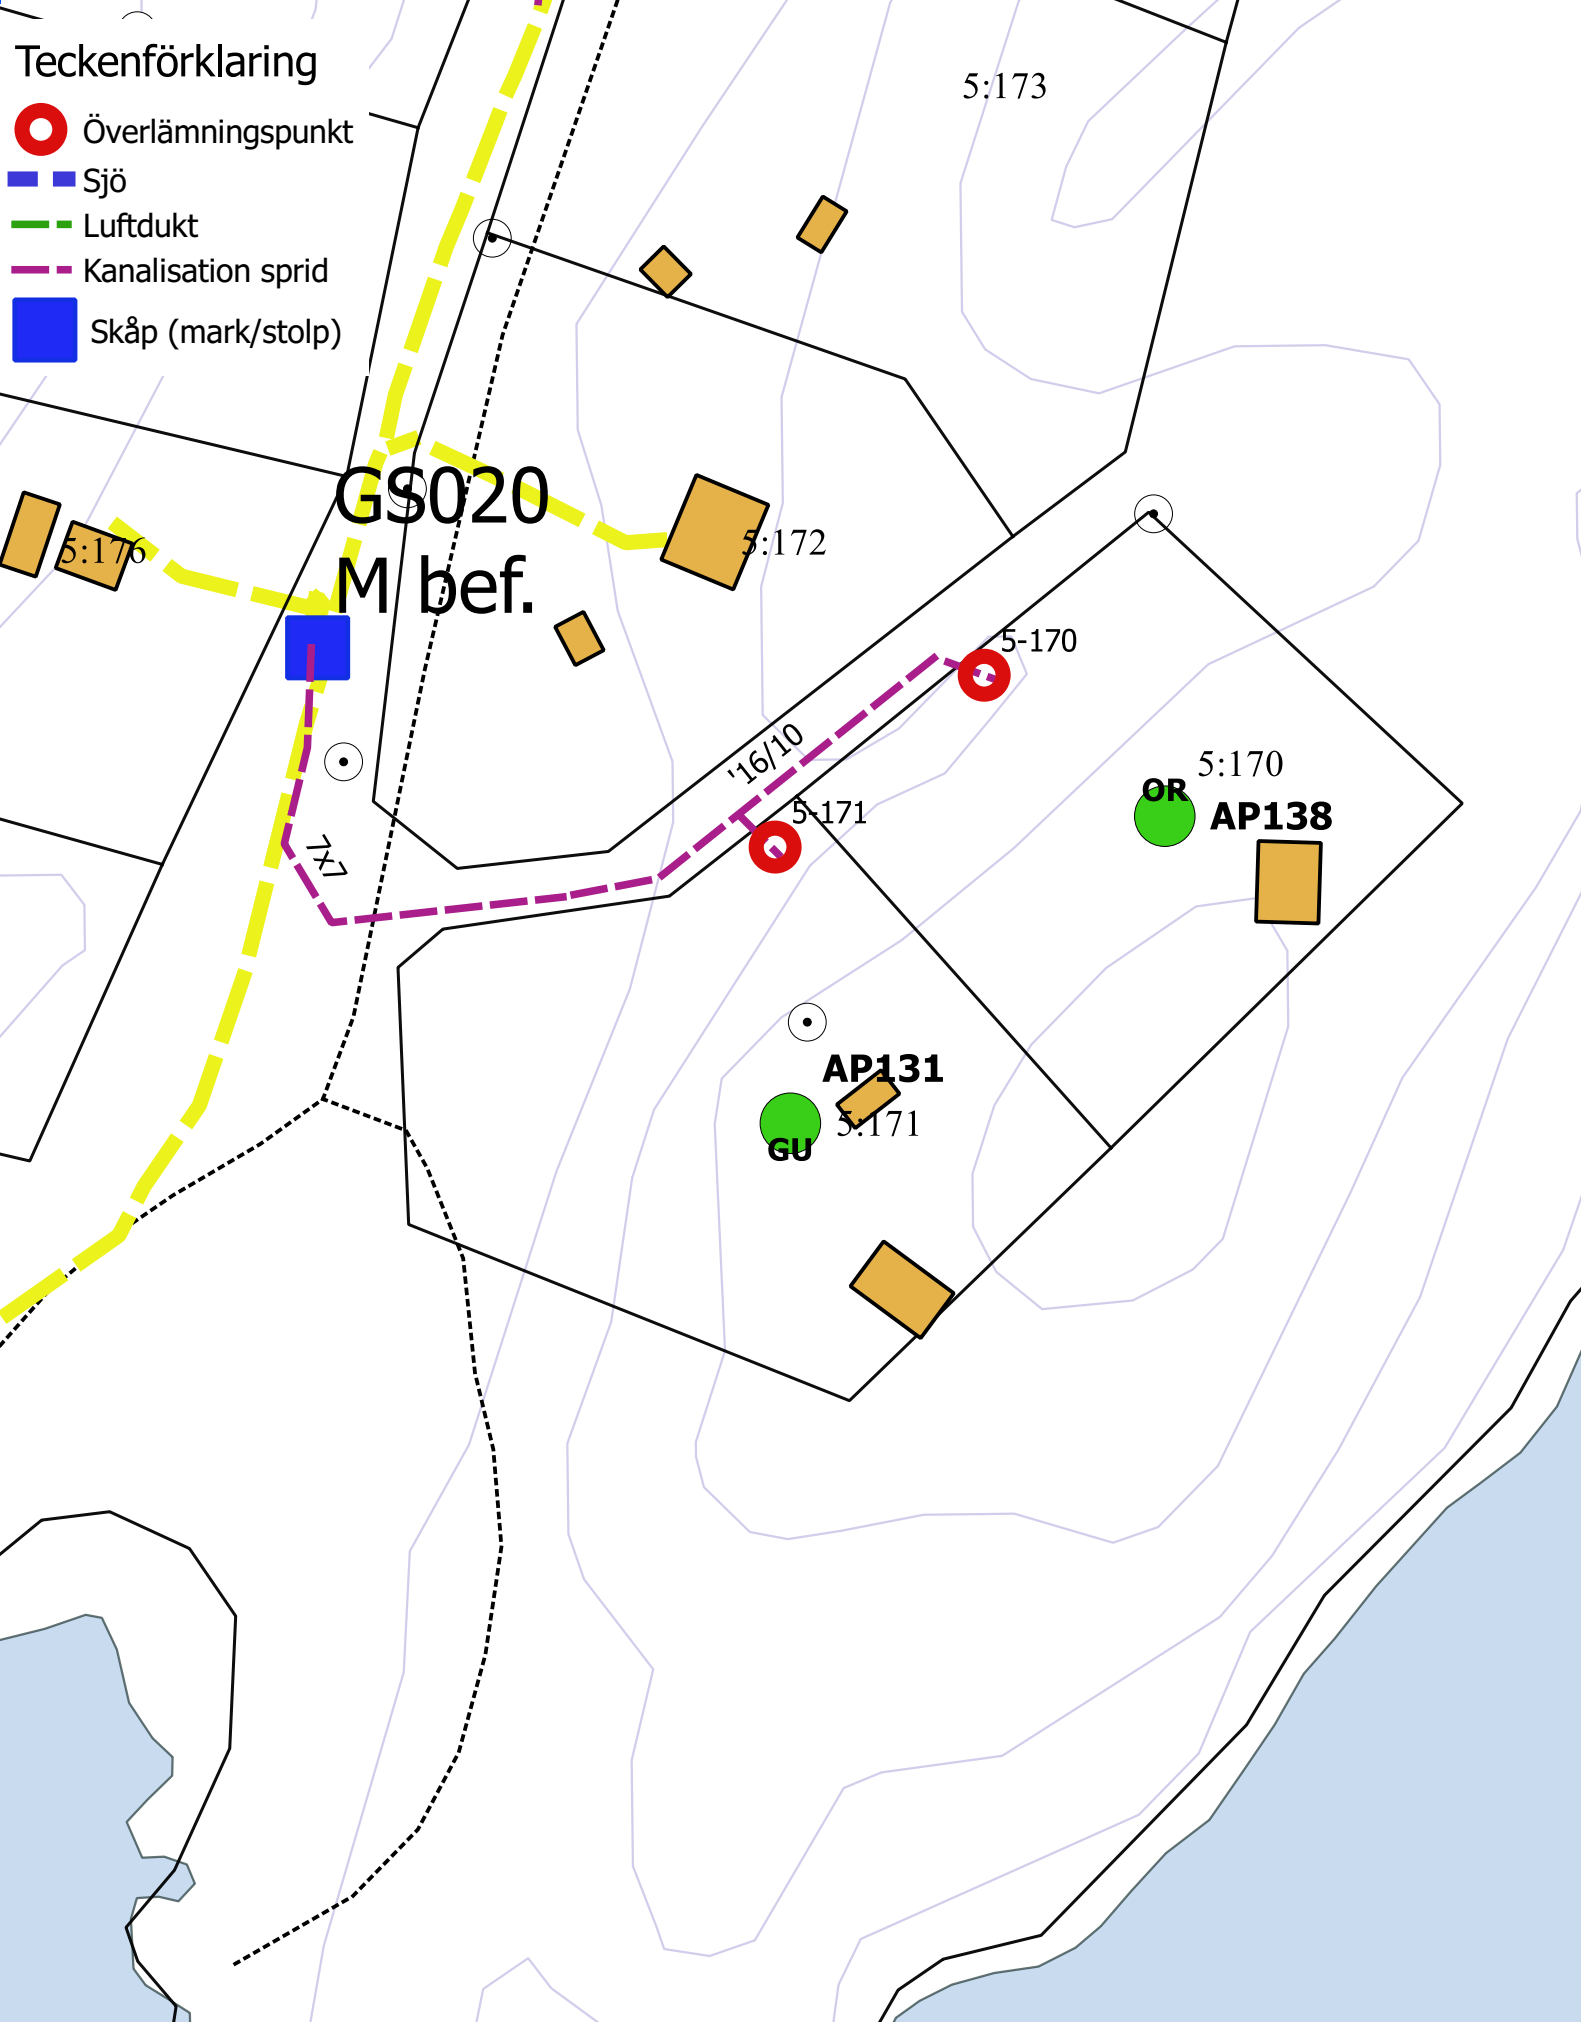 Teckenförklaring
Överlämningspunkt
Sjö
Luftdukt
Kanalisation sprid
Skåp (mark/stolp)
5:173
GS020
M bef.
5:176
5:172
5-170
'16/10
5:170
OR
AP138
5-171
7x7
AP131
5:171
GU